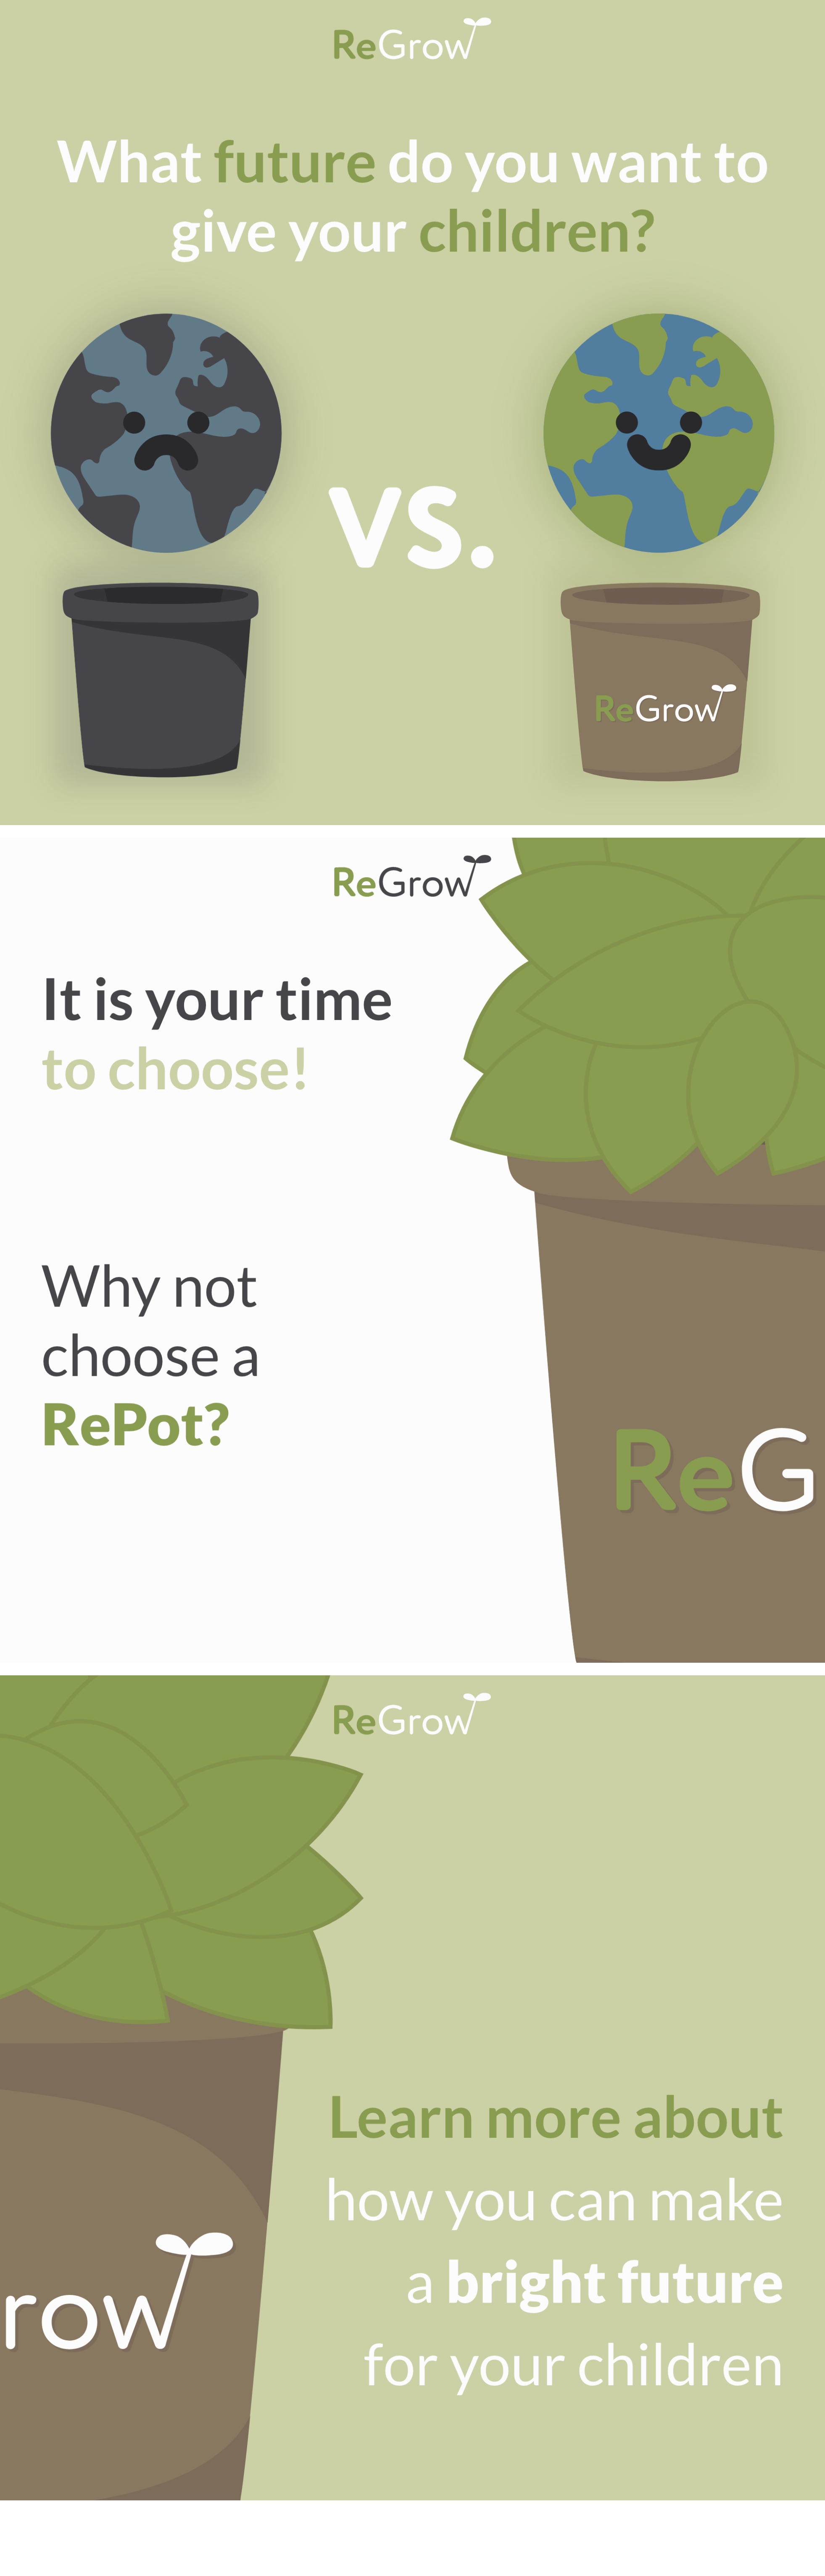 ReGrow
What future do you want to
give your children?
vs.
ReGrow
ReGrow
It is your time
to choose!
Why not
choose a
RePot?
ReG
ReGrow
Learn more about
how you can make
a bright future
for your children
row